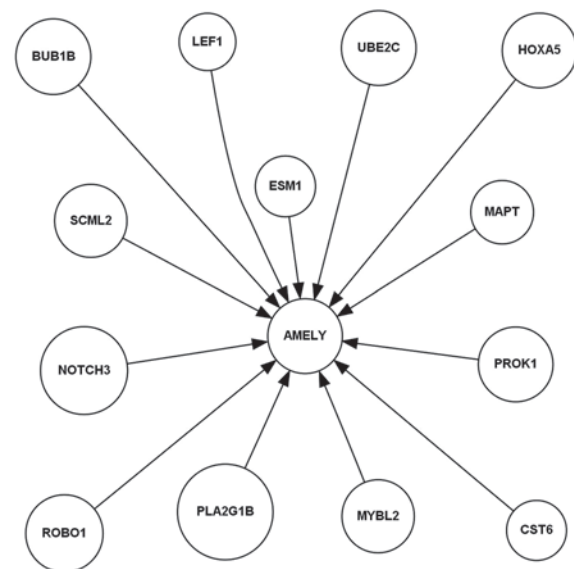 LEF1
UBE2C
HOXA5
BUB1B
ESM1
MAPT
SCML2
AMELY
PROK1
NOTCH3
PLA2G1B
MYBL2
CST6
ROBO1